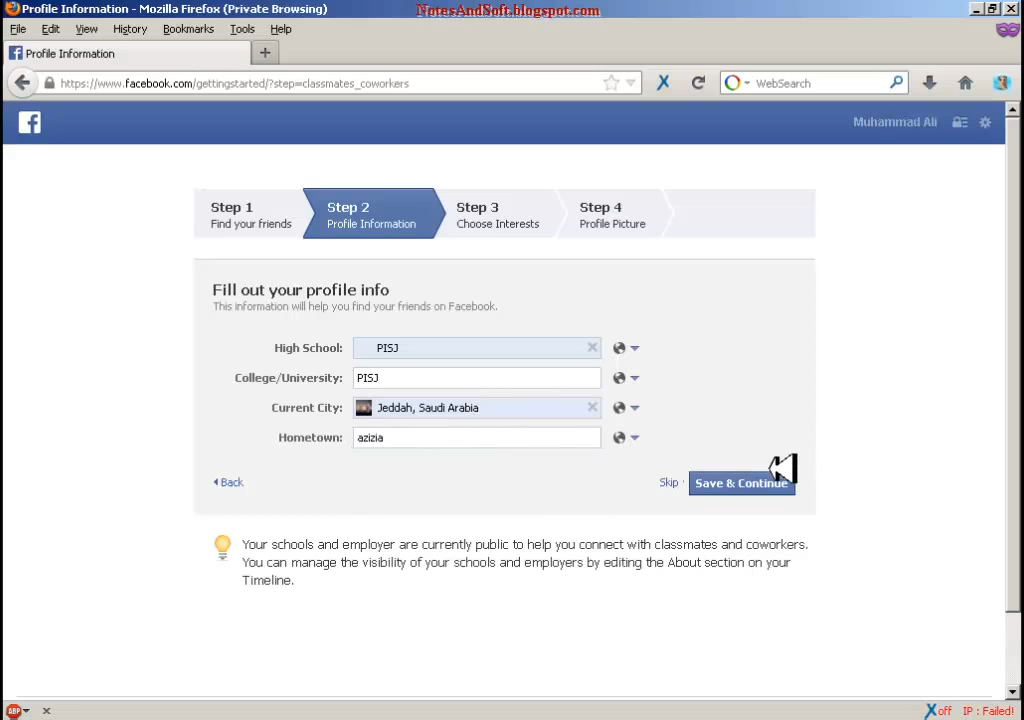 Profile Information - Mozilla Firefox (Private Browsing)
NotesAndSoft.blogspot.com
File Edit View History Bookmarks Tools Help
Profile Information
https://www.facebook.com/gettingstarted/?step=classmates_coworkers
WebSearch
f
Muhammad Ali
Step 1 Step 2 Step 3 Step 4
Find your friends Profile Information Choose Interests Profile Picture
Fill out your profile info
This information will help you find your friends on Facebook.
High School: PISJ
College/University: PISJ
Current City: Jeddah, Saudi Arabia
Hometown: azizia
Back Skip · Save & Continue
Your schools and employer are currently public to help you connect with classmates and coworkers.
You can manage the visibility of your schools and employers by editing the About section on your
Timeline.
ABP X off IP : Failed!